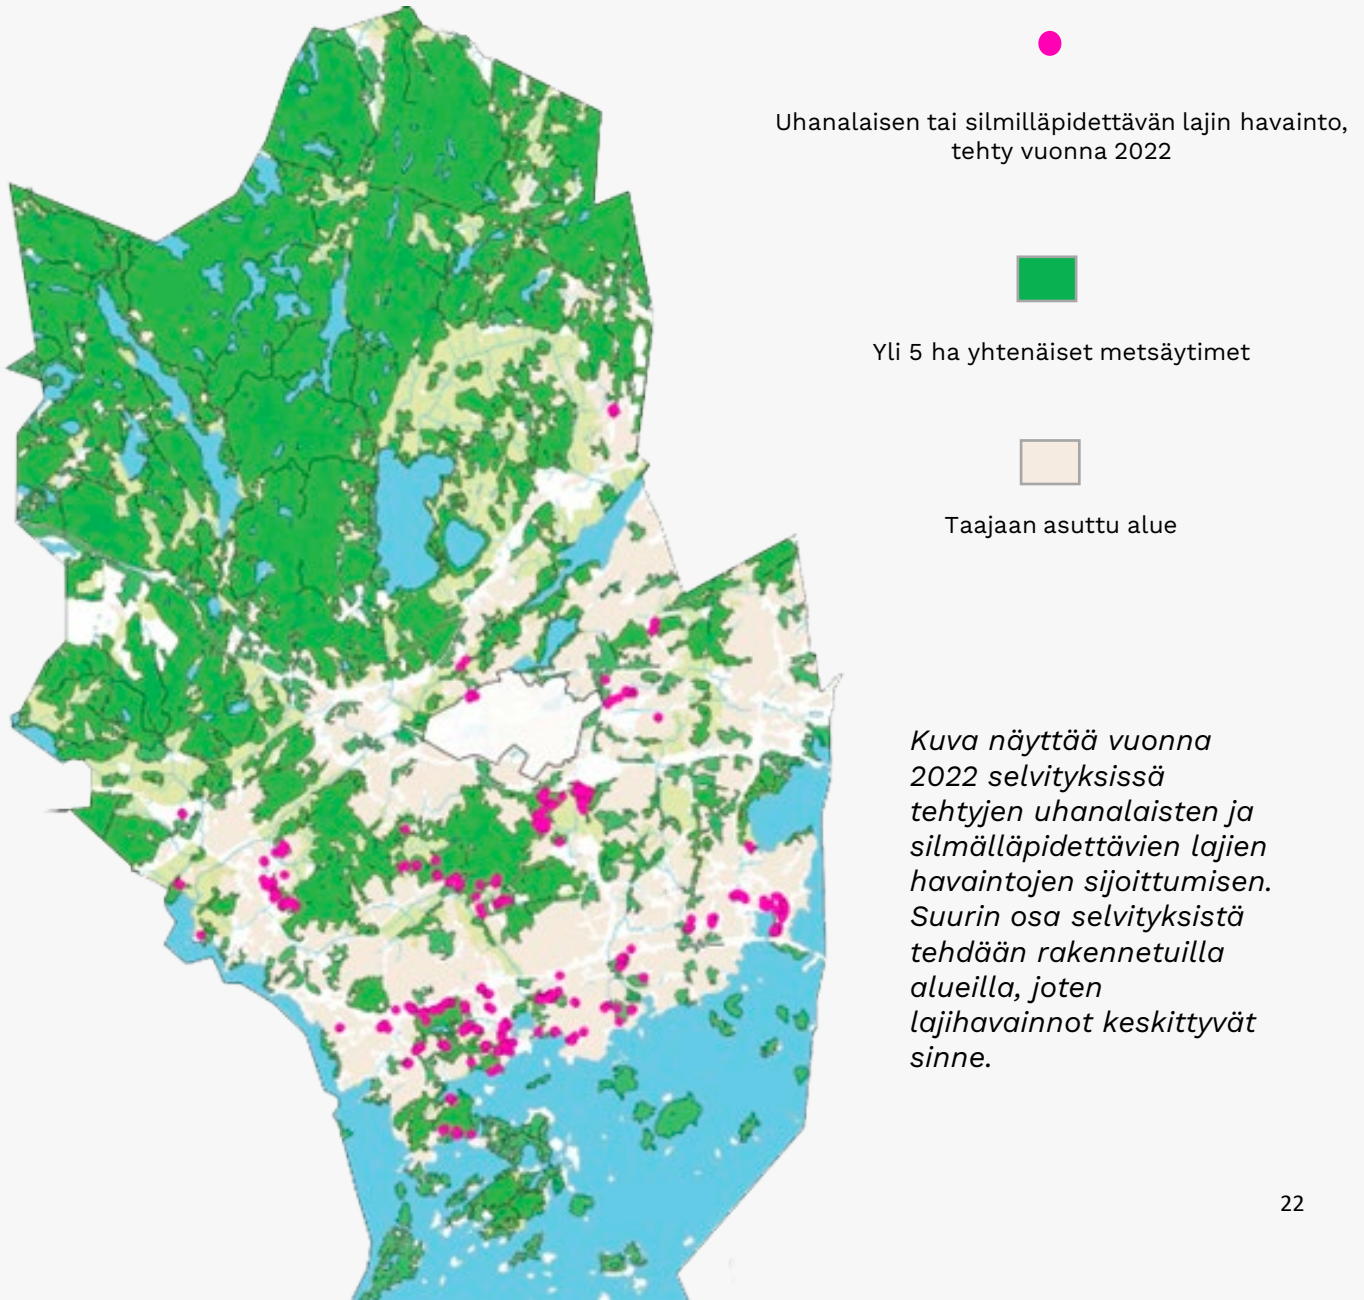 Uhanalaisen tai silmilläpidettävän lajin havainto,
tehty vuonna 2022
Yli 5 ha yhtenäiset metsäytimet
Taajaan asuttu alue
Kuva näyttää vuonna
2022 selvityksissä
tehtyjen uhanalaisten ja
silmälläpidettävien lajien
havaintojen sijoittumisen.
Suurin osa selvityksistä
tehdään rakennetuilla
alueilla, joten
lajihavainnot keskittyvät
sinne.
22